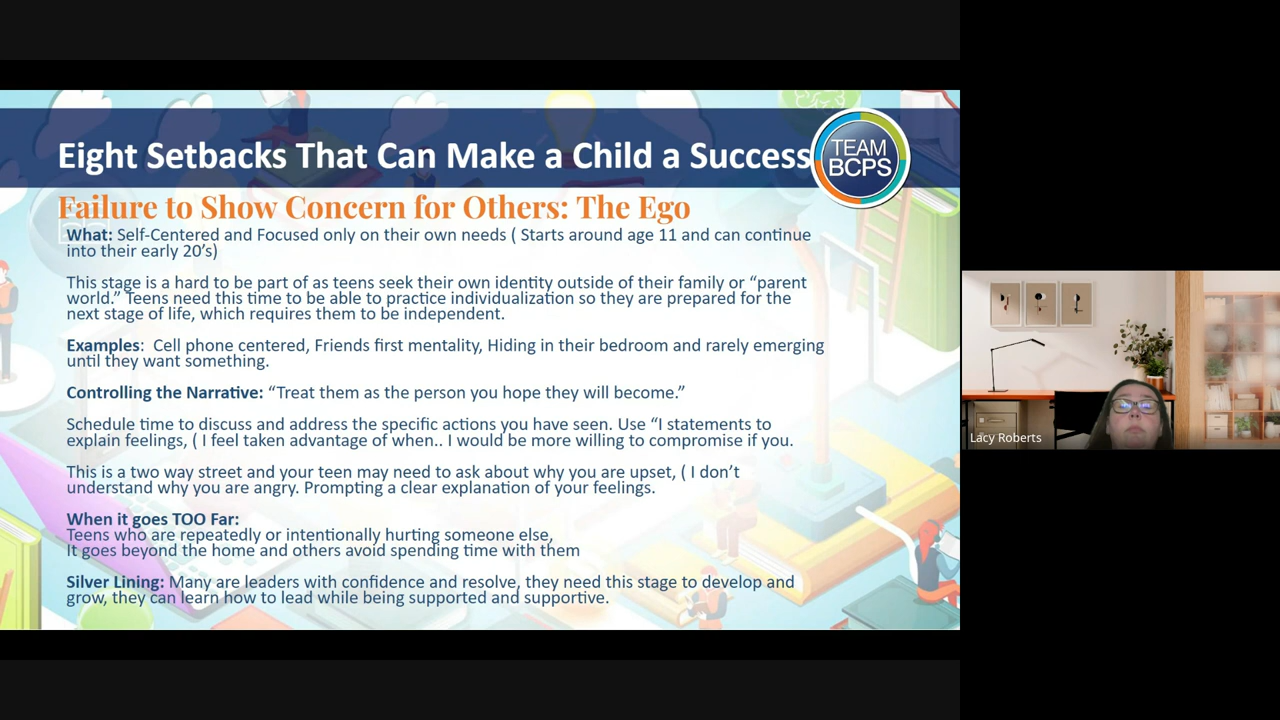 Eight Setbacks That Can Make a Child a Success
TEAM
BCPS
Failure to Show Concern for Others: The Ego
What: Self-Centered and Focused only on their own needs ( Starts around age 11 and can continue
into their early 20's)
This stage is a hard to be part of as teens seek their own identity outside of their family or "parent
world." Teens need this time to be able to practice individualization so they are prepared for the
next stage of life, which requires them to be independent.
Examples:  Cell phone centered, Friends first mentality, Hiding in their bedroom and rarely emerging
until they want something.
Controlling the Narrative: "Treat them as the person you hope they will become."
Schedule time to discuss and address the specific actions you have seen. Use "I statements to
explain feelings, ( I feel taken advantage of when.. I would be more willing to compromise if you.
This is a two way street and your teen may need to ask about why you are upset, ( I don't
understand why you are angry. Prompting a clear explanation of your feelings.
When it goes TOO Far:
Teens who are repeatedly or intentionally hurting someone else,
It goes beyond the home and others avoid spending time with them
Silver Lining: Many are leaders with confidence and resolve, they need this stage to develop and
grow, they can learn how to lead while being supported and supportive.
Lacy Roberts